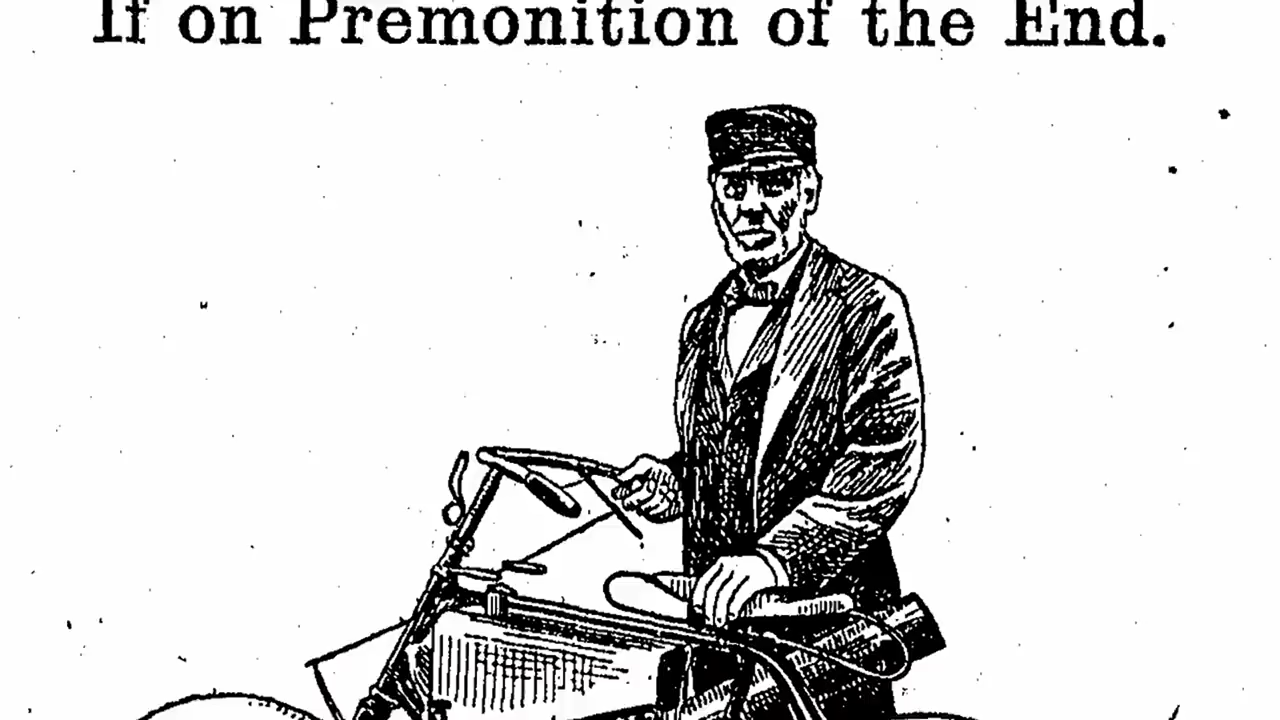 If on Premonition of the End.